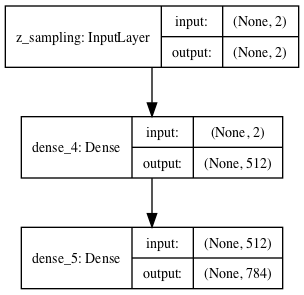 z_sampling: InputLayer
input: (None, 2)
output: (None, 2)
dense_4: Dense
input: (None, 2)
output: (None, 512)
dense_5: Dense
input: (None, 512)
output: (None, 784)